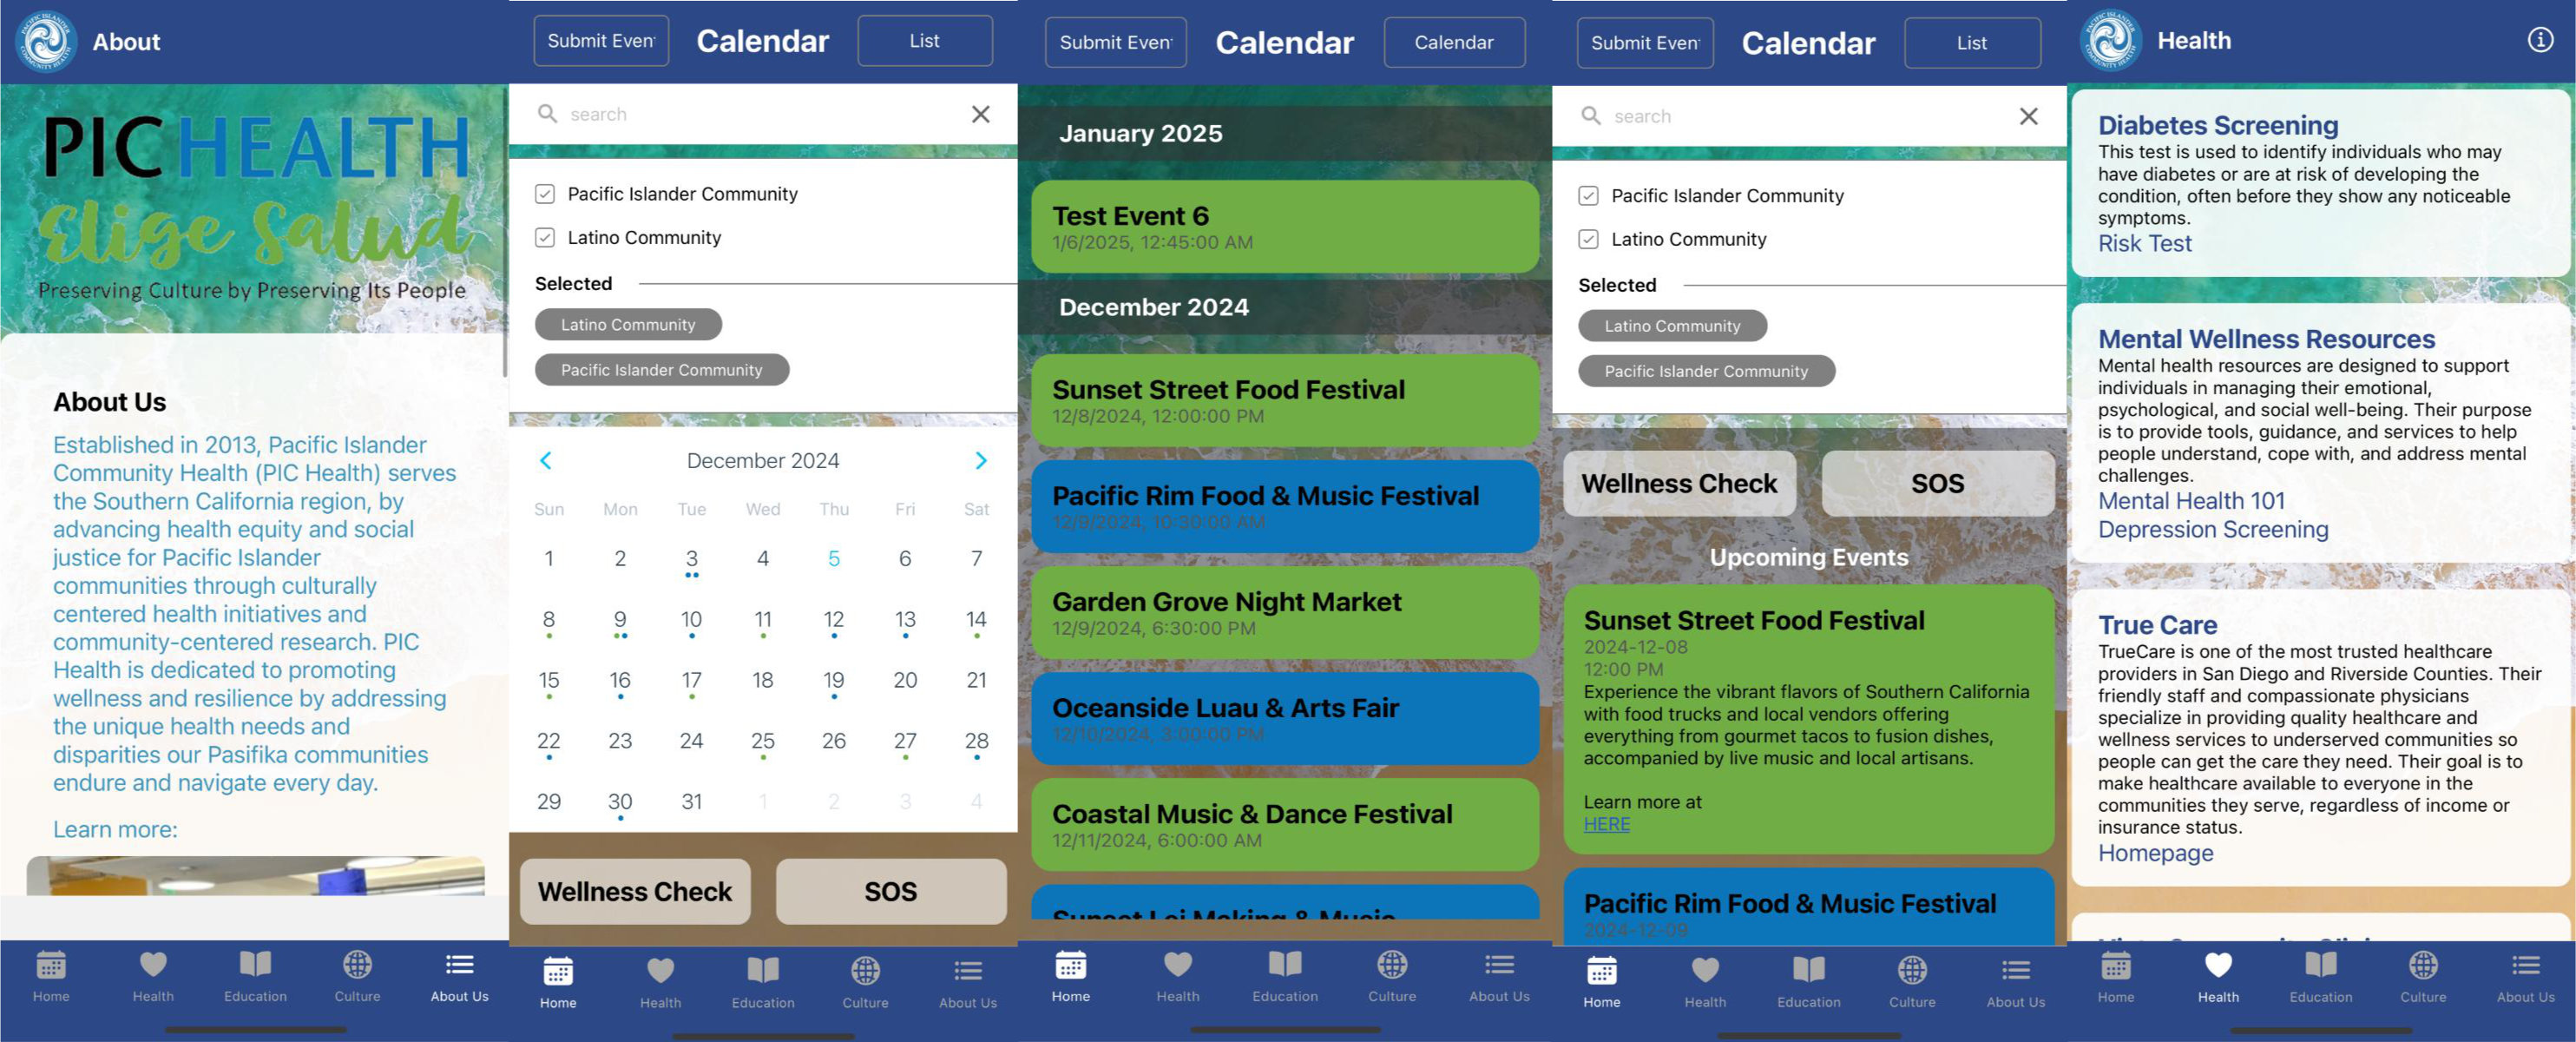 About
PICHEALTH
Elige Salud
Preserving Culture by Preserving Its People
About Us
Established in 2013, Pacific Islander
Community Health (PIC Health) serves
the Southern California region, by
advancing health equity and social
justice for Pacific Islander
communities through culturally
centered health initiatives and
community-centered research. PIC
Health is dedicated to promoting
wellness and resilience by addressing
the unique health needs and
disparities our Pasifika communities
endure and navigate every day.
Learn more:
Home Health Education Culture About Us
Submit Even Calendar List
search
Pacific Islander Community
Latino Community
Selected
Latino Community
Pacific Islander Community
December 2024
Sun Mon Tue Wed Thu Fri Sat
1 2 3 4 5 6 7
8 9 10 11 12 13 14
15 16 17 18 19 20 21
22 23 24 25 26 27 28
29 30 31 1 2 3 4
Wellness Check SOS
Home Health Education Culture About Us
Submit Even Calendar Calendar
January 2025
Test Event 6
1/6/2025, 12:45:00 AM
December 2024
Sunset Street Food Festival
12/8/2024, 12:00:00 PM
Pacific Rim Food & Music Festival
12/9/2024, 10:30:00 AM
Garden Grove Night Market
12/9/2024, 6:30:00 PM
Oceanside Luau & Arts Fair
12/10/2024, 3:00:00 PM
Coastal Music & Dance Festival
12/11/2024, 6:00:00 AM
Sunset Lei Making & Music
Home Health Education Culture About Us
Submit Even Calendar List
search
Pacific Islander Community
Latino Community
Selected
Latino Community
Pacific Islander Community
Wellness Check SOS
Upcoming Events
Sunset Street Food Festival
2024-12-08
12:00 PM
Experience the vibrant flavors of Southern California
with food trucks and local vendors offering
everything from gourmet tacos to fusion dishes,
accompanied by live music and local artisans.
Learn more at
HERE
Pacific Rim Food & Music Festival
2024-12-09
Home Health Education Culture About Us
Health
Diabetes Screening
This test is used to identify individuals who may
have diabetes or are at risk of developing the
condition, often before they show any noticeable
symptoms.
Risk Test
Mental Wellness Resources
Mental health resources are designed to support
individuals in managing their emotional,
psychological, and social well-being. Their purpose
is to provide tools, guidance, and services to help
people understand, cope with, and address mental
challenges.
Mental Health 101
Depression Screening
True Care
TrueCare is one of the most trusted healthcare
providers in San Diego and Riverside Counties. Their
friendly staff and compassionate physicians
specialize in providing quality healthcare and
wellness services to underserved communities so
people can get the care they need. Their goal is to
make healthcare available to everyone in the
communities they serve, regardless of income or
insurance status.
Homepage
Home Health Education Culture About Us